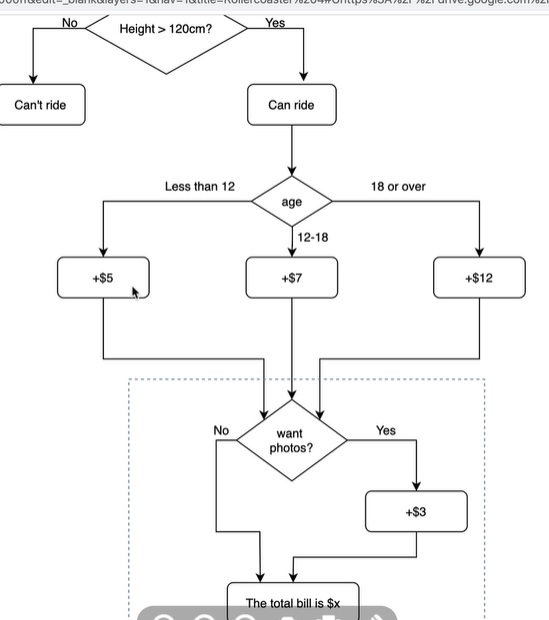 No
Height > 120cm?
Yes
Can't ride
Can ride
Less than 12
age
18 or over
12-18
+$5
+$7
+$12
No
want
photos?
Yes
+$3
The total bill is $x